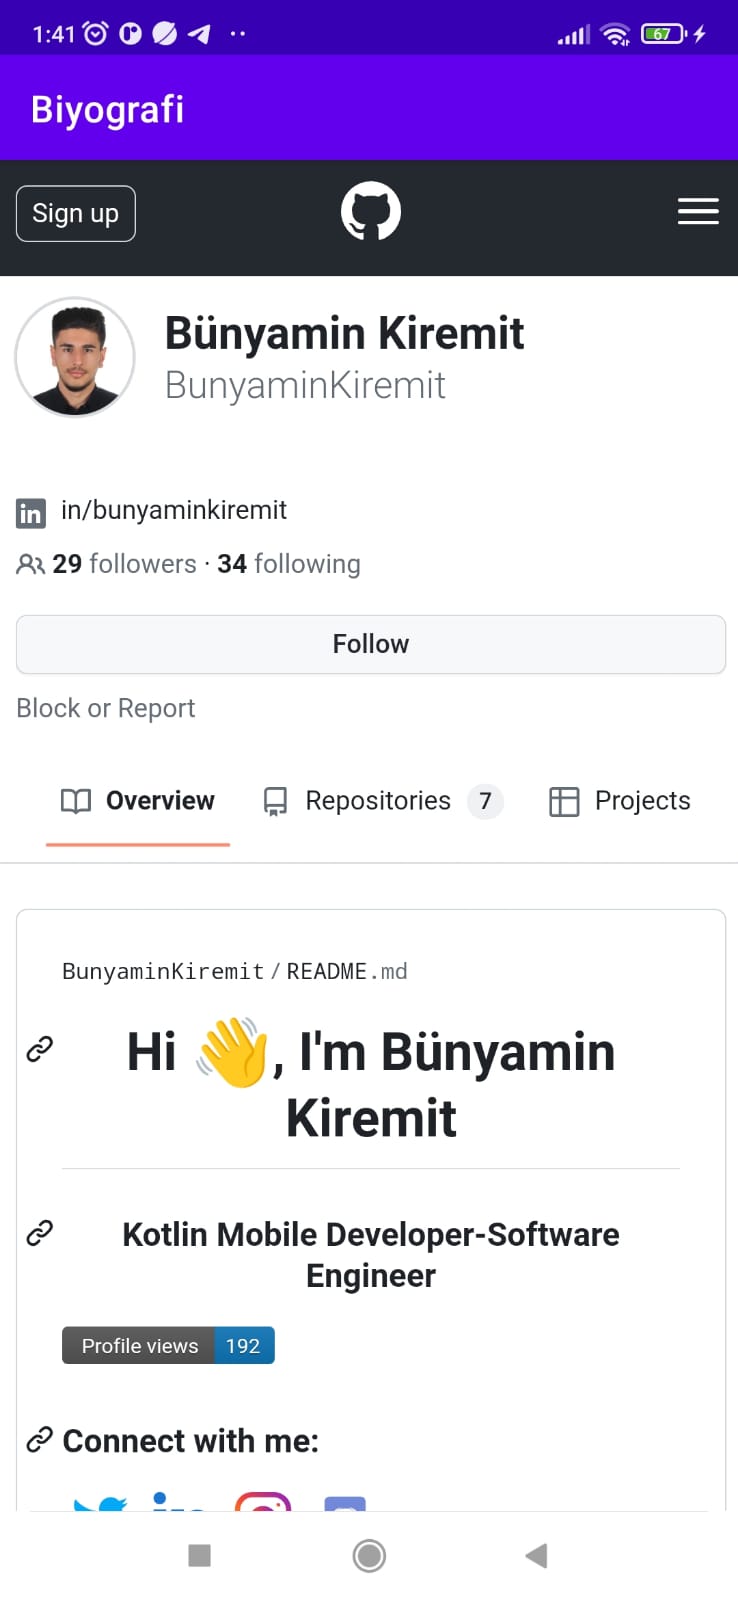 1:41
67
Biyografi
Sign up
Bünyamin Kiremit
BunyaminKiremit
in/bunyaminkiremit
29 followers · 34 following
Follow
Block or Report
Overview Repositories 7 Projects
BunyaminKiremit/README.md
Hi 👋, I'm Bünyamin
Kiremit
Kotlin Mobile Developer-Software
Engineer
Profile views 192
Connect with me: